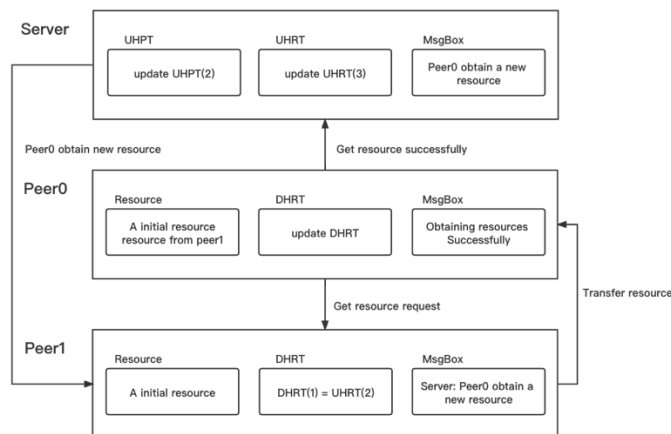 Server
UHPT
UHRT
MsgBox
update UHPT(2)
update UHRT(3)
Peer0 obtain a new
resource
Peer0 obtain new resource
Get resource successfully
Peer0
Resource
DHRT
MsgBox
A initial resource
resource from peer1
update DHRT
Obtaining resources
Successfully
Transfer resource
Get resource request
Peer1
Resource
DHRT
MsgBox
A initial resource
DHRT(1) = UHRT(2)
Server: Peer0 obtain a
new resource